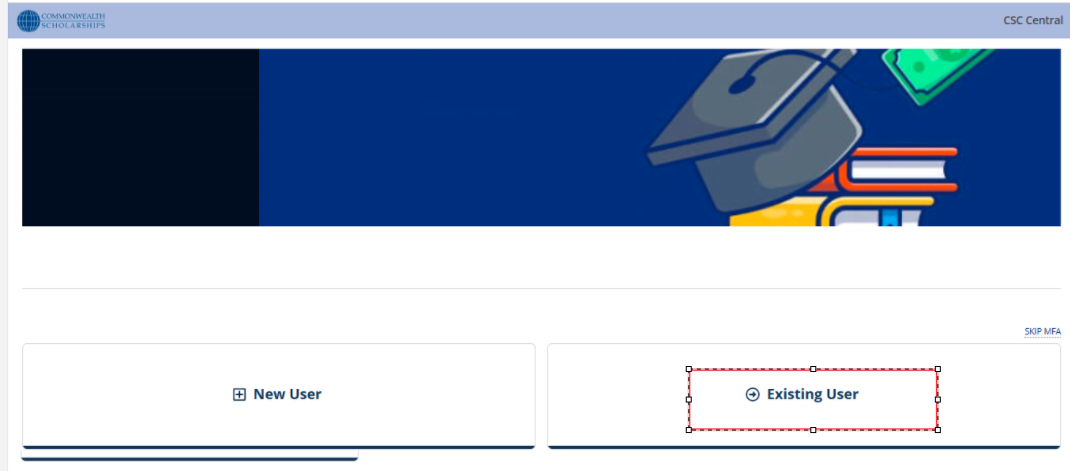 COMMONWEALTH
SCHOLARSHIPS
CSC Central
SKIP MFA
New User
Existing User